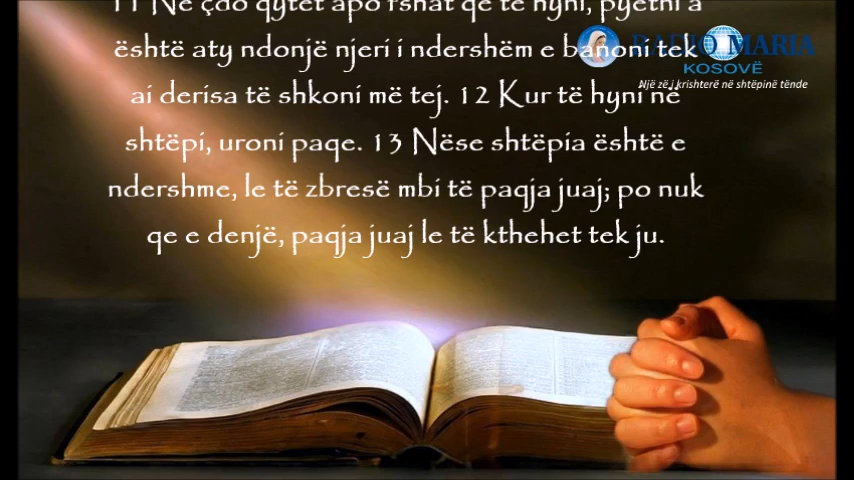 11 Në çdo qytet apo fshat që të hyni, pyetni a
është aty ndonjë njeri i ndershëm e banoni tek
ai derisa të shkoni më tej. 12 Kur të hyni në
shtëpi, uroni paqe. 13 Nëse shtëpia është e
ndershme, le të zbresë mbi të paqja juaj; po nuk
qe e denjë, paqja juaj le të kthehet tek ju.
RADIO MARIA
KOSOVË
Një zë i krishterë në shtëpinë tënde